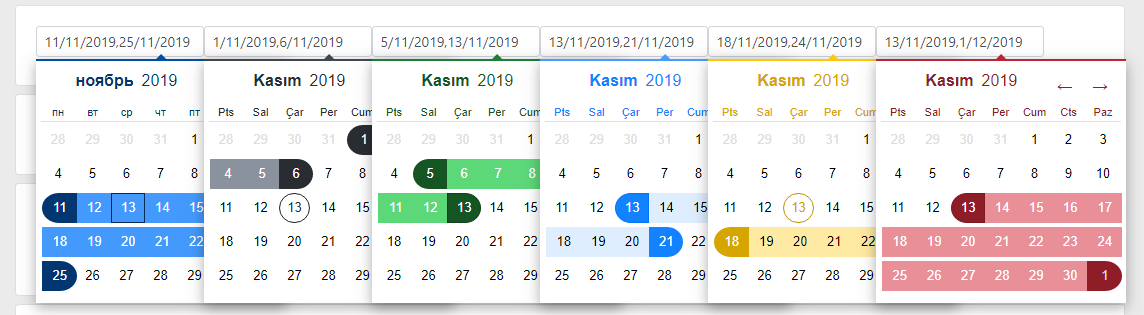 11/11/2019,25/11/2019 1/11/2019,6/11/2019 5/11/2019,13/11/2019 13/11/2019,21/11/2019 18/11/2019,24/11/2019 13/11/2019,1/12/2019
ноябрь 2019 Kasım 2019 Kasım 2019 Kasım 2019 Kasım 2019 Kasım 2019 ← →
пн вт ср чт пт Pts Sal Çar Per Cum Pts Sal Çar Per Cum Pts Sal Çar Per Cum Pts Sal Çar Per Cum Pts Sal Çar Per Cum Cts Paz
28 29 30 31 1 28 29 30 31 1 28 29 30 31 1 28 29 30 31 1 28 29 30 31 1 28 29 30 31 1 2 3
4 5 6 7 8 4 5 6 7 8 4 5 6 7 8 4 5 6 7 8 4 5 6 7 8 4 5 6 7 8 9 10
11 12 13 14 15 11 12 13 14 15 11 12 13 14 15 11 12 13 14 15 11 12 13 14 15 11 12 13 14 15 16 17
18 19 20 21 22 18 19 20 21 22 18 19 20 21 22 18 19 20 21 22 18 19 20 21 22 18 19 20 21 22 23 24
25 26 27 28 29 25 26 27 28 29 25 26 27 28 29 25 26 27 28 29 25 26 27 28 29 25 26 27 28 29 30 1